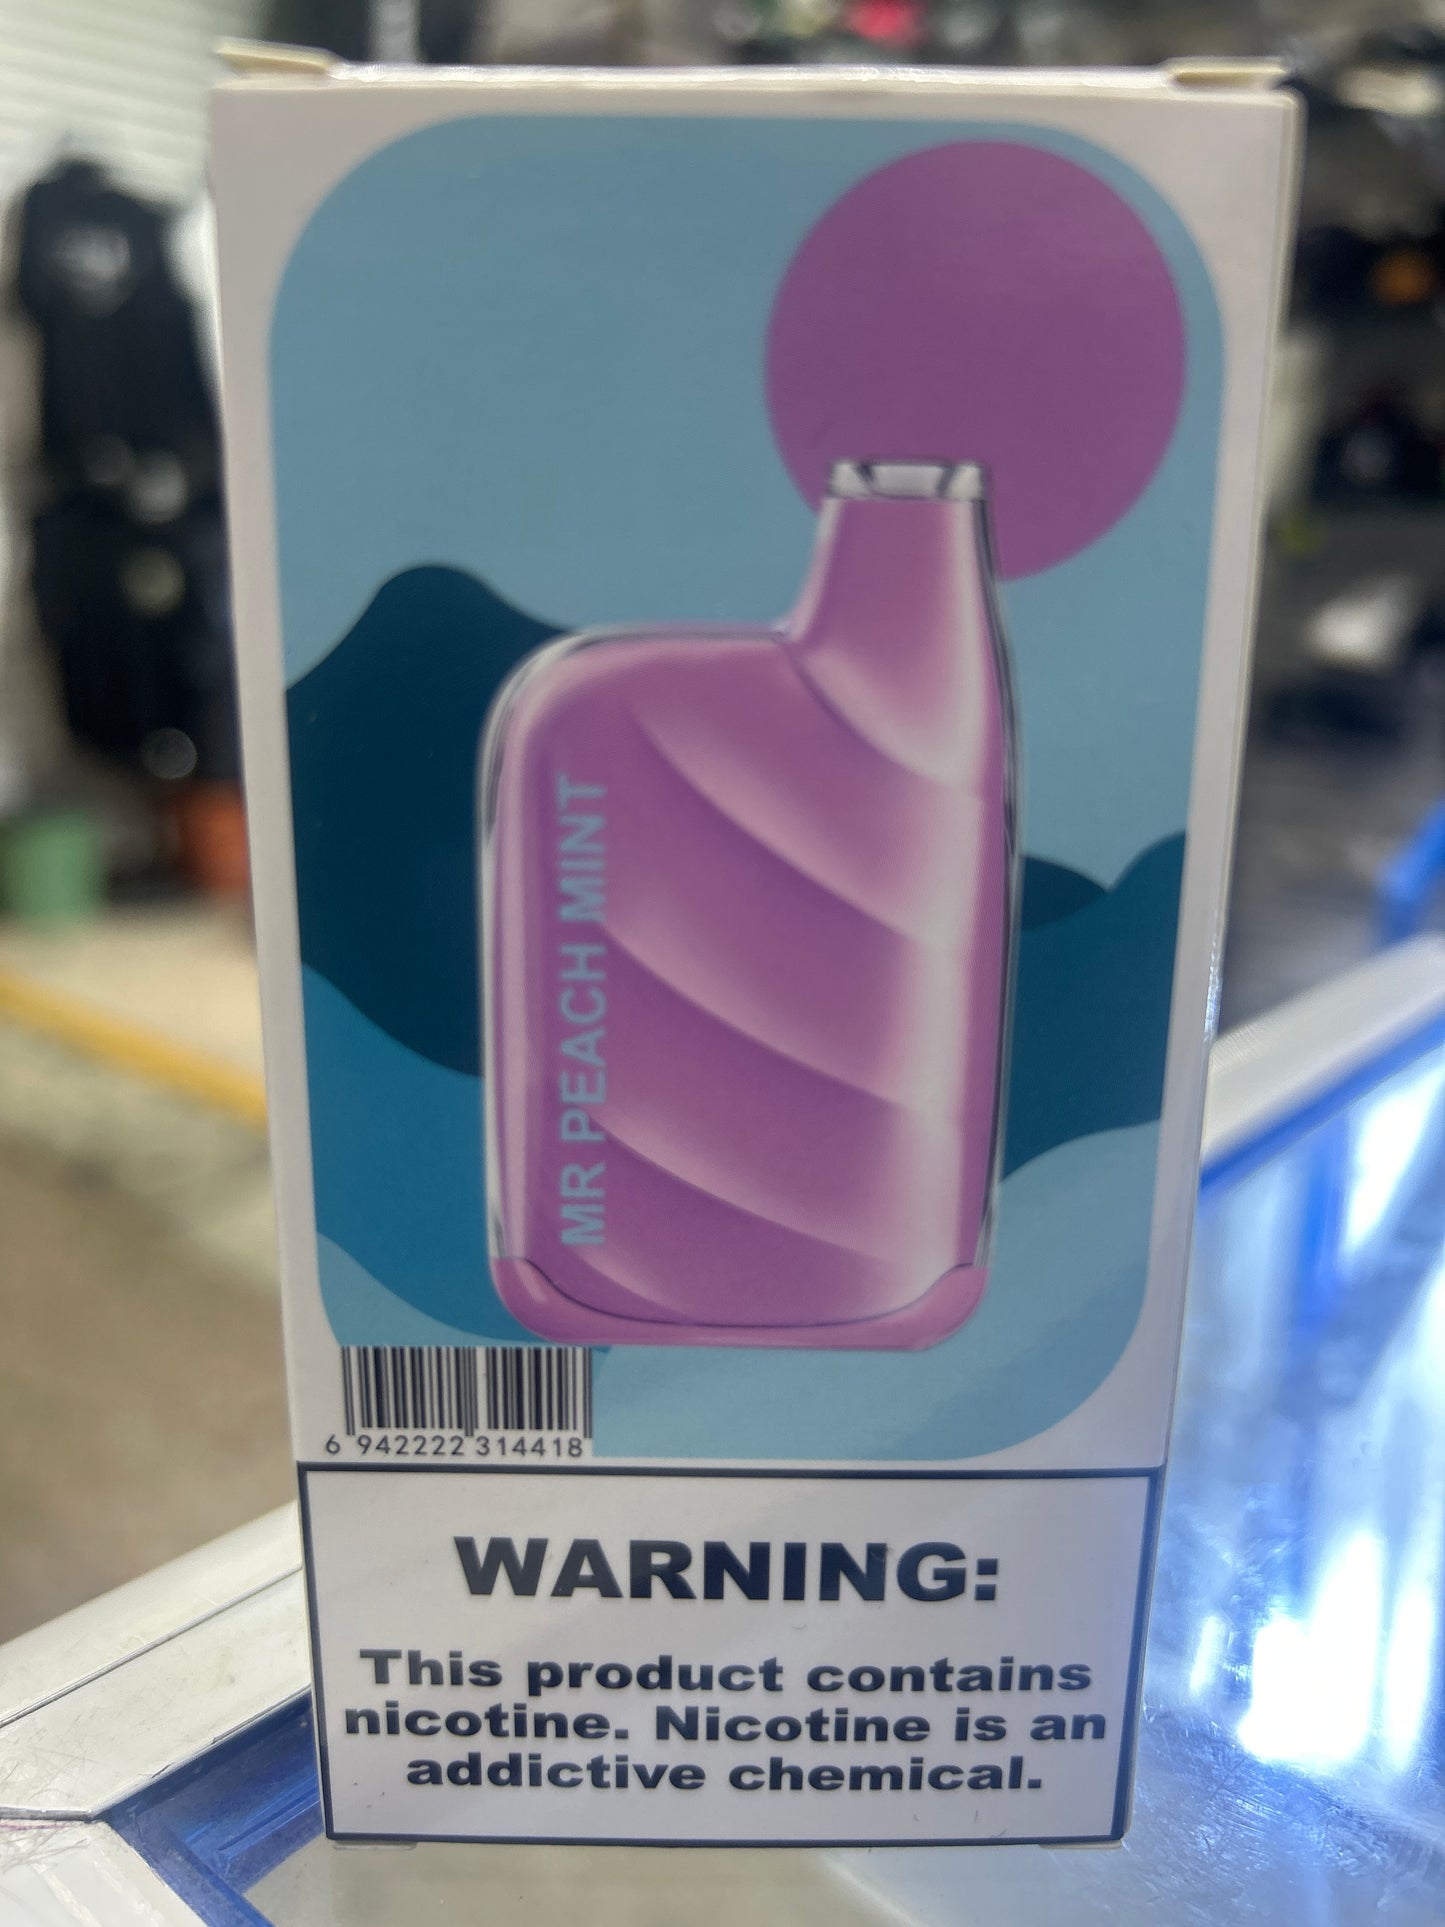 MR PEACH MINT
6 942222 314418
WARNING:
This product contains
nicotine. Nicotine is an
addictive chemical.